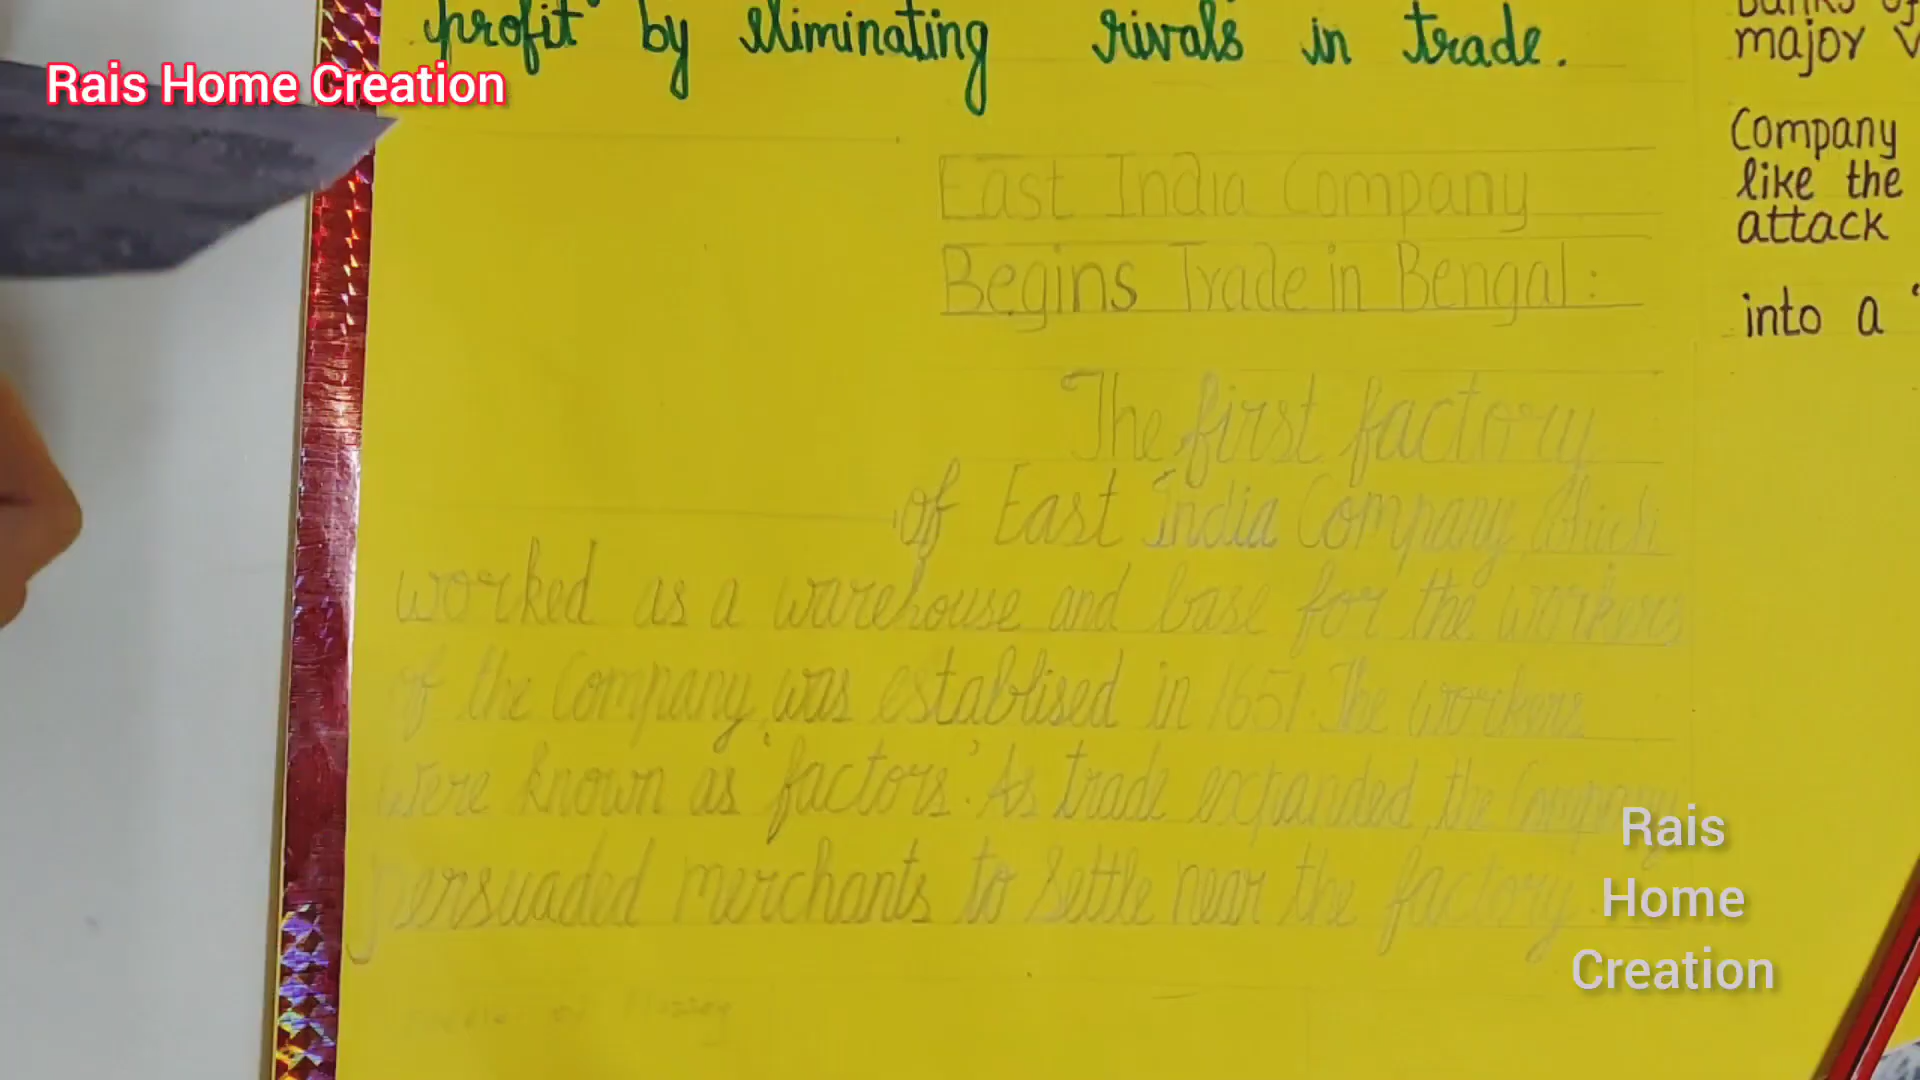 profit by eliminating rivals in trade.
Rais Home Creation
East India Company
Begins Trade in Bengal:
The first factory
of East India Company which
worked as a warehouse and base for the workers
of the Company, was establised in 1651. The workers
were known as 'factors'. As trade expanded, the Company
persuaded merchants to settle near the factory
major
Company
like the
attack
into a "
Rais
Home
Creation